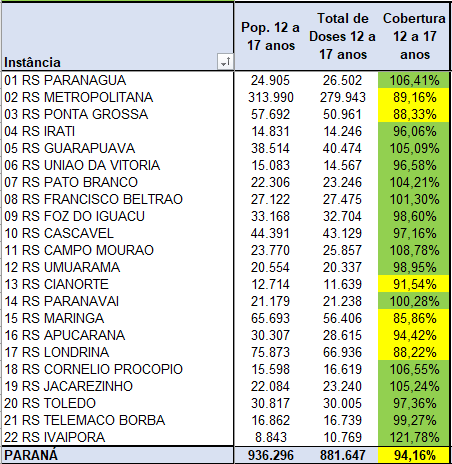 Instância Pop. 12 a 17 anos Total de Doses 12 a 17 anos Cobertura 12 a 17 anos
01 RS PARANAGUA 24.905 26.502 106,41%
02 RS METROPOLITANA 313.990 279.943 89,16%
03 RS PONTA GROSSA 57.692 50.961 88,33%
04 RS IRATI 14.831 14.246 96,06%
05 RS GUARAPUAVA 38.514 40.474 105,09%
06 RS UNIAO DA VITORIA 15.083 14.567 96,58%
07 RS PATO BRANCO 22.306 23.246 104,21%
08 RS FRANCISCO BELTRAO 27.122 27.475 101,30%
09 RS FOZ DO IGUACU 33.168 32.704 98,60%
10 RS CASCAVEL 44.391 43.129 97,16%
11 RS CAMPO MOURAO 23.770 25.857 108,78%
12 RS UMUARAMA 20.554 20.337 98,95%
13 RS CIANORTE 12.714 11.639 91,54%
14 RS PARANAVAI 21.179 21.238 100,28%
15 RS MARINGA 65.693 56.406 85,86%
16 RS APUCARANA 30.307 28.615 94,42%
17 RS LONDRINA 75.873 66.936 88,22%
18 RS CORNELIO PROCOPIO 15.598 16.619 106,55%
19 RS JACAREZINHO 22.084 23.240 105,24%
20 RS TOLEDO 30.817 30.005 97,36%
21 RS TELEMACO BORBA 16.862 16.739 99,27%
22 RS IVAIPORA 8.843 10.769 121,78%
PARANÁ 936.296 881.647 94,16%